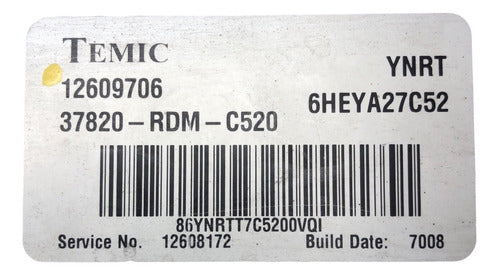 TEMIC
YNRT
12609706
6HEYA27C52
37820-RDM-C520
86YNRTT7C5200VQI
Service No. 12608172 Build Date: 7008